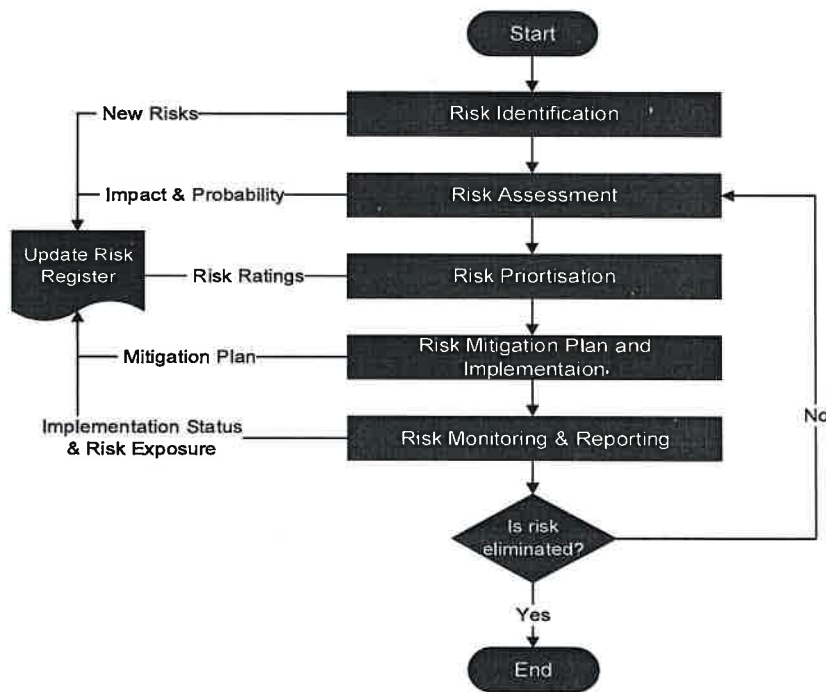 Start
New Risks
Risk Identification
Impact & Probability
Risk Assessment
Update Risk
Register
Risk Ratings
Risk Priortisation
Mitigation Plan
Risk Mitigation Plan and
Implementaion.
Implementation Status
& Risk Exposure
Risk Monitoring & Reporting
No
Is risk
eliminated?
Yes
End